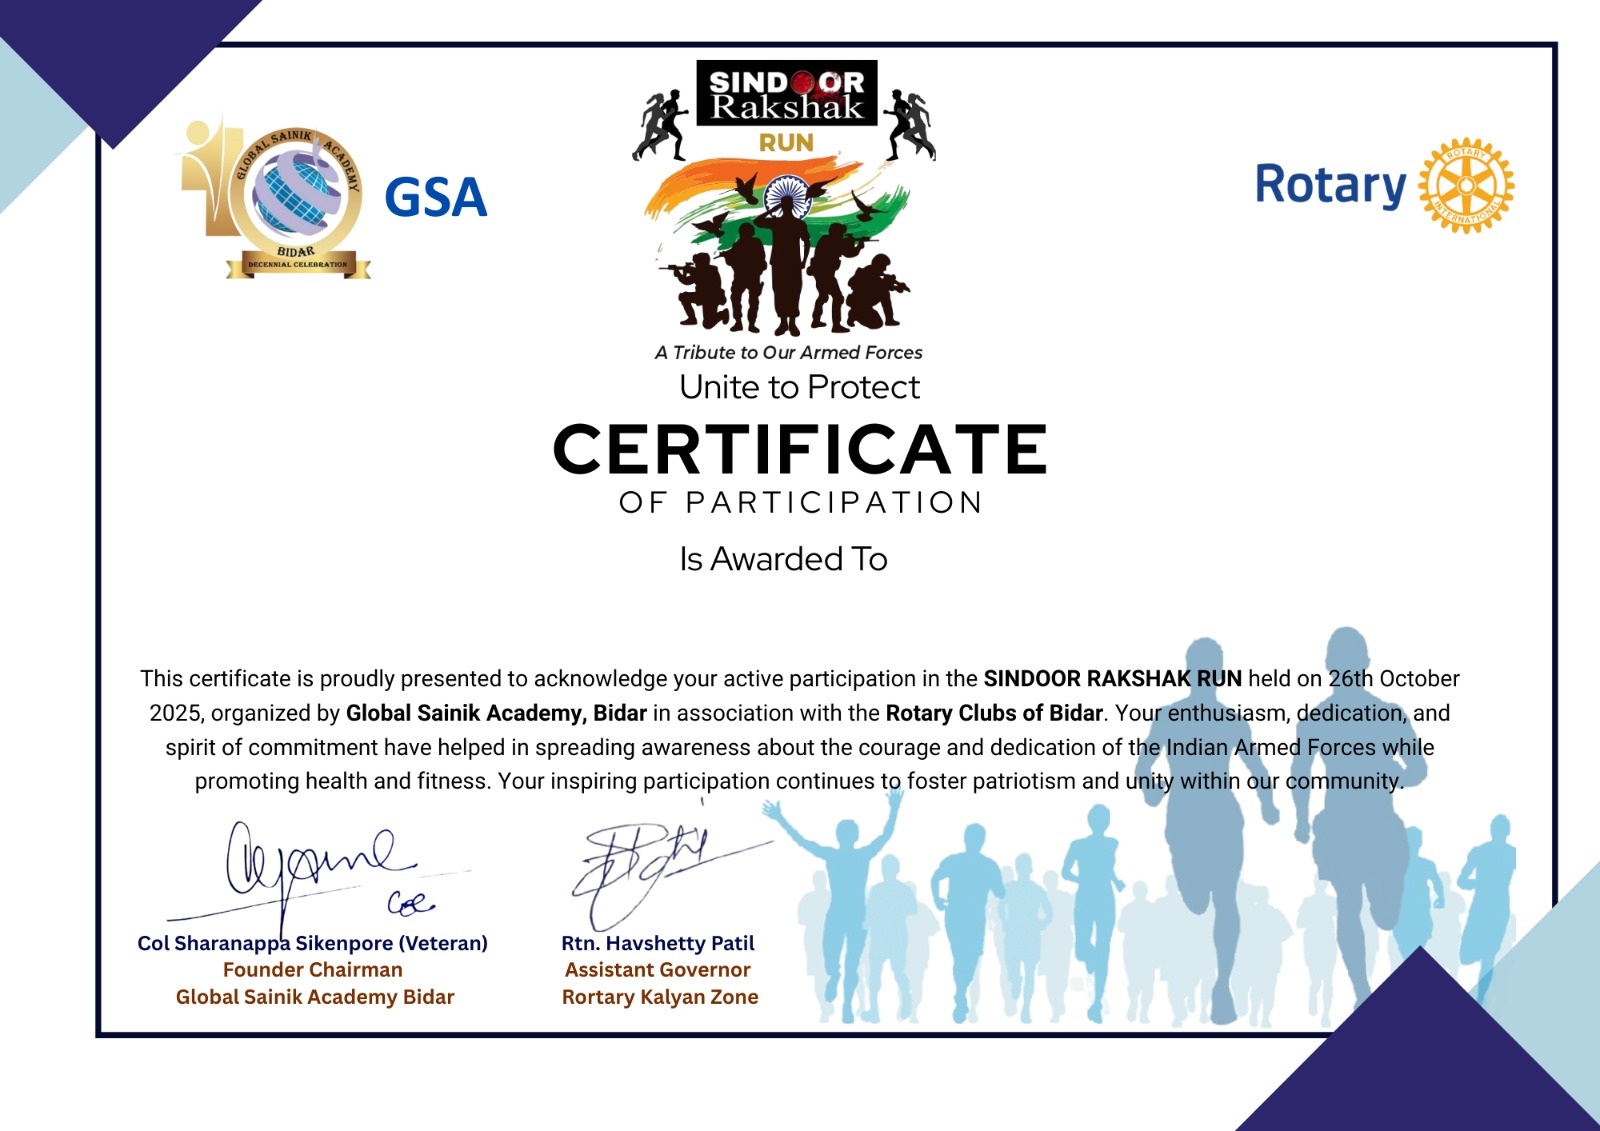 SINDOOR
Rakshak
RUN
GLOBAL SAINIK ACADEMY
BIDAR
DECENNIAL CELEBRATION
GSA
Rotary
ROTARY
INTERNATIONAL
A Tribute to Our Armed Forces
Unite to Protect
CERTIFICATE
OF PARTICIPATION
Is Awarded To
This certificate is proudly presented to acknowledge your active participation in the SINDOOR RAKSHAK RUN held on 26th October
2025, organized by Global Sainik Academy, Bidar in association with the Rotary Clubs of Bidar. Your enthusiasm, dedication, and
spirit of commitment have helped in spreading awareness about the courage and dedication of the Indian Armed Forces while
promoting health and fitness. Your inspiring participation continues to foster patriotism and unity within our community.
Col
Col Sharanappa Sikenpore (Veteran)
Founder Chairman
Global Sainik Academy Bidar
Rtn. Havshetty Patil
Assistant Governor
Rortary Kalyan Zone